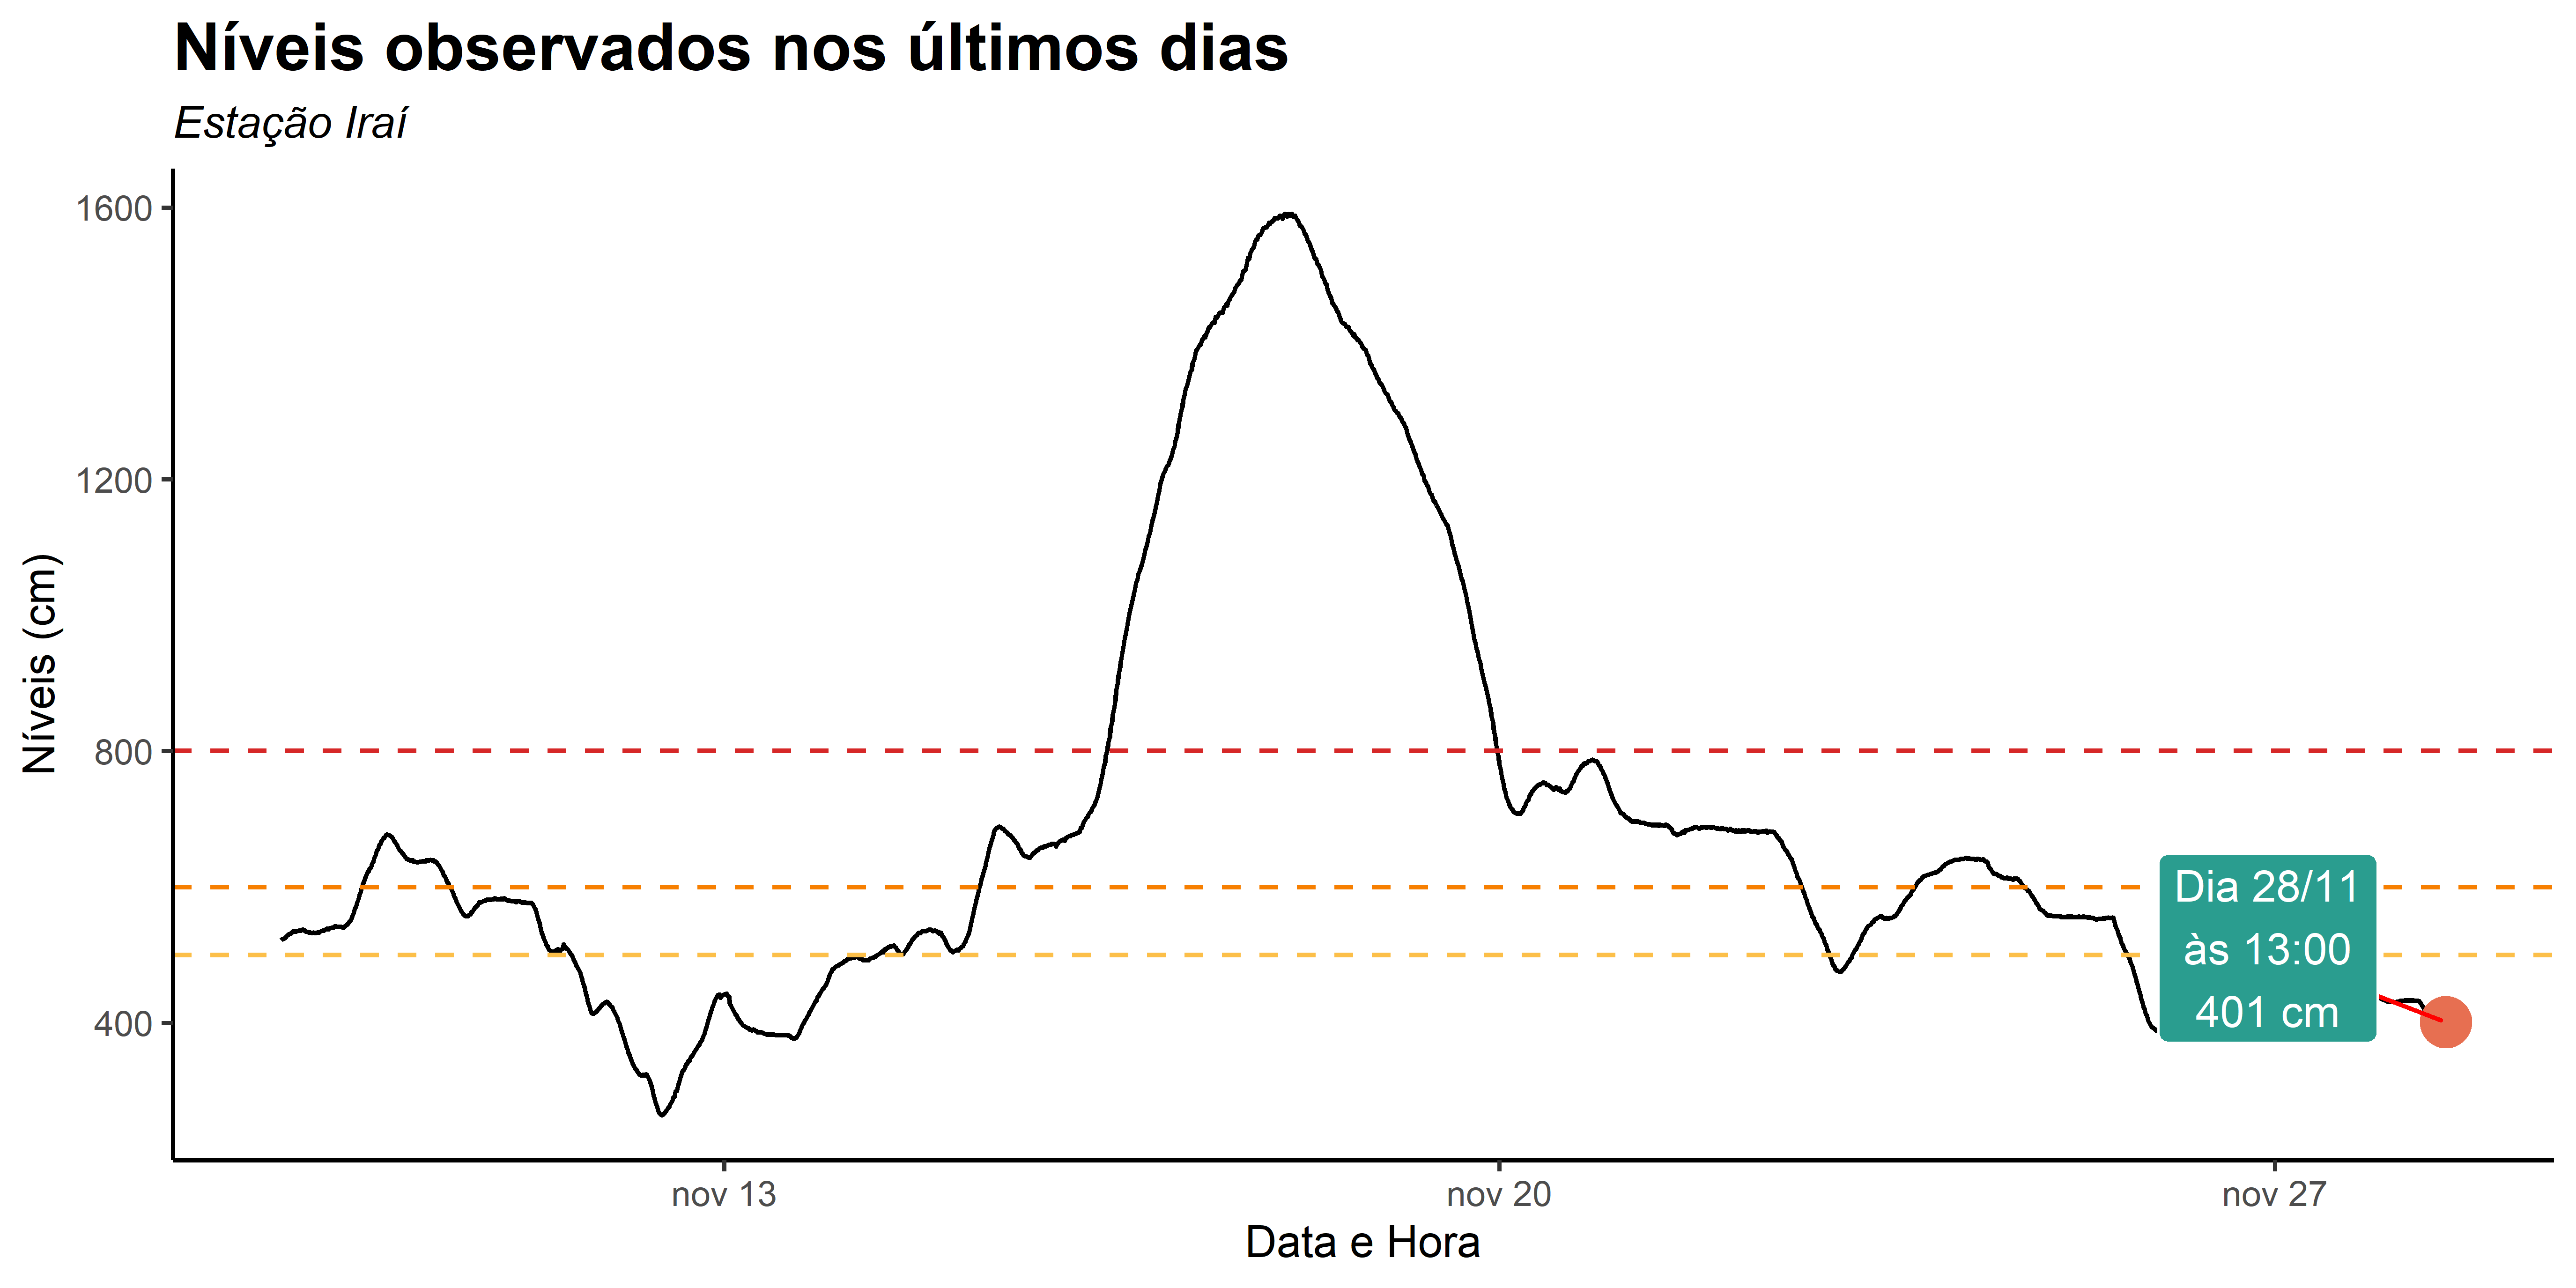 Níveis observados nos últimos dias
Estação Iraí
Níveis (cm)
1600
1200
800
400
Dia 28/11
às 13:00
401 cm
nov 13
nov 20
nov 27
Data e Hora